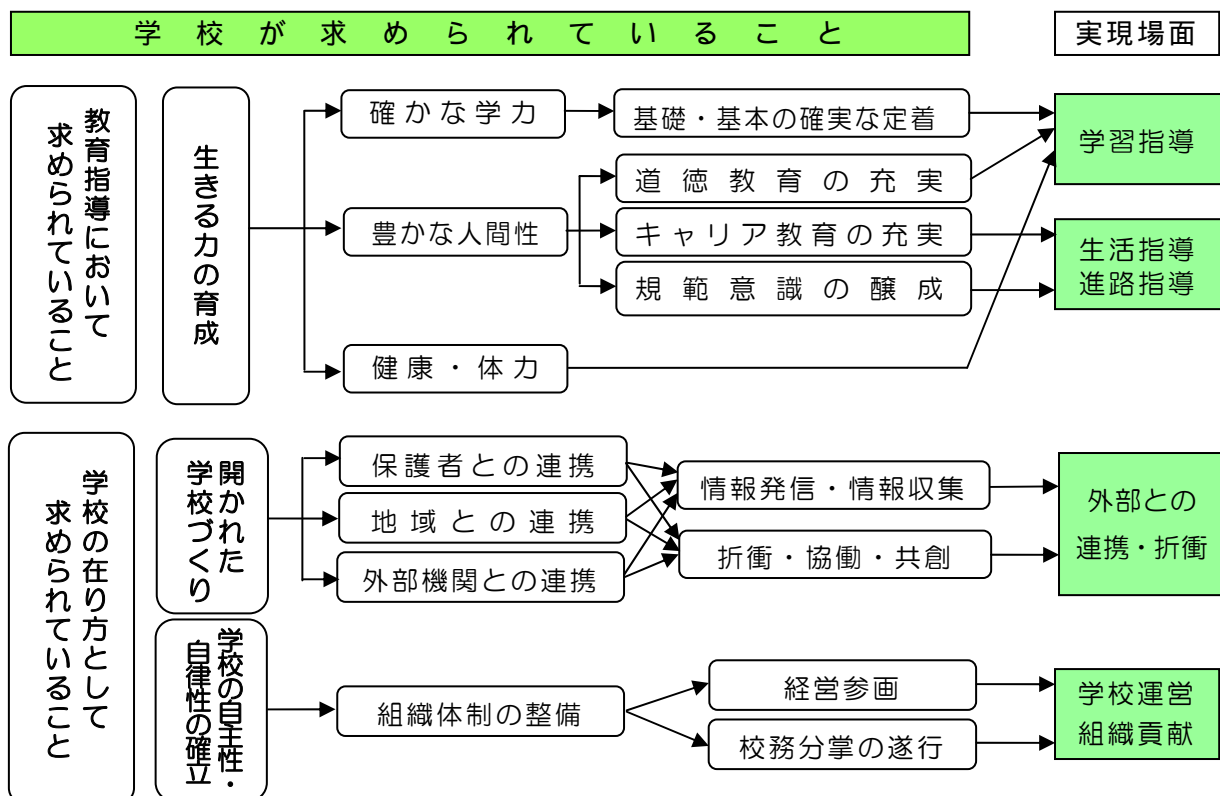 学校が求められていること
実現場面
教育指導において
求められていること
生きる力の育成
確かな学力
基礎・基本の確実な定着
学習指導
道徳教育の充実
豊かな人間性
キャリア教育の充実
生活指導
進路指導
規範意識の醸成
健康・体力
学校の在り方として
求められていること
開かれた
学校づくり
保護者との連携
地域との連携
外部機関との連携
情報発信・情報収集
折衝・協働・共創
外部との
連携・折衝
学校の自主性・
自律性の確立
組織体制の整備
経営参画
校務分掌の遂行
学校運営
組織貢献